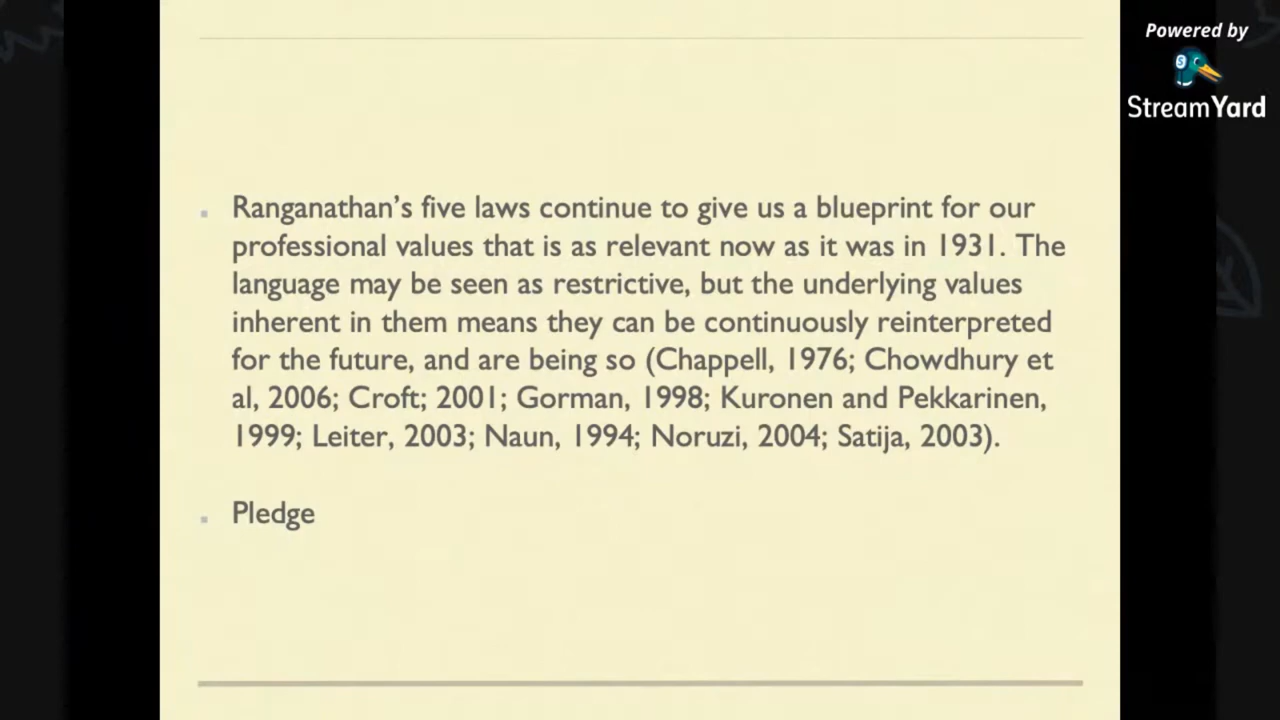 Powered by
StreamYard
Ranganathan’s five laws continue to give us a blueprint for our
professional values that is as relevant now as it was in 1931. The
language may be seen as restrictive, but the underlying values
inherent in them means they can be continuously reinterpreted
for the future, and are being so (Chappell, 1976; Chowdhury et
al, 2006; Croft; 2001; Gorman, 1998; Kuronen and Pekkarinen,
1999; Leiter, 2003; Naun, 1994; Noruzi, 2004; Satija, 2003).
Pledge